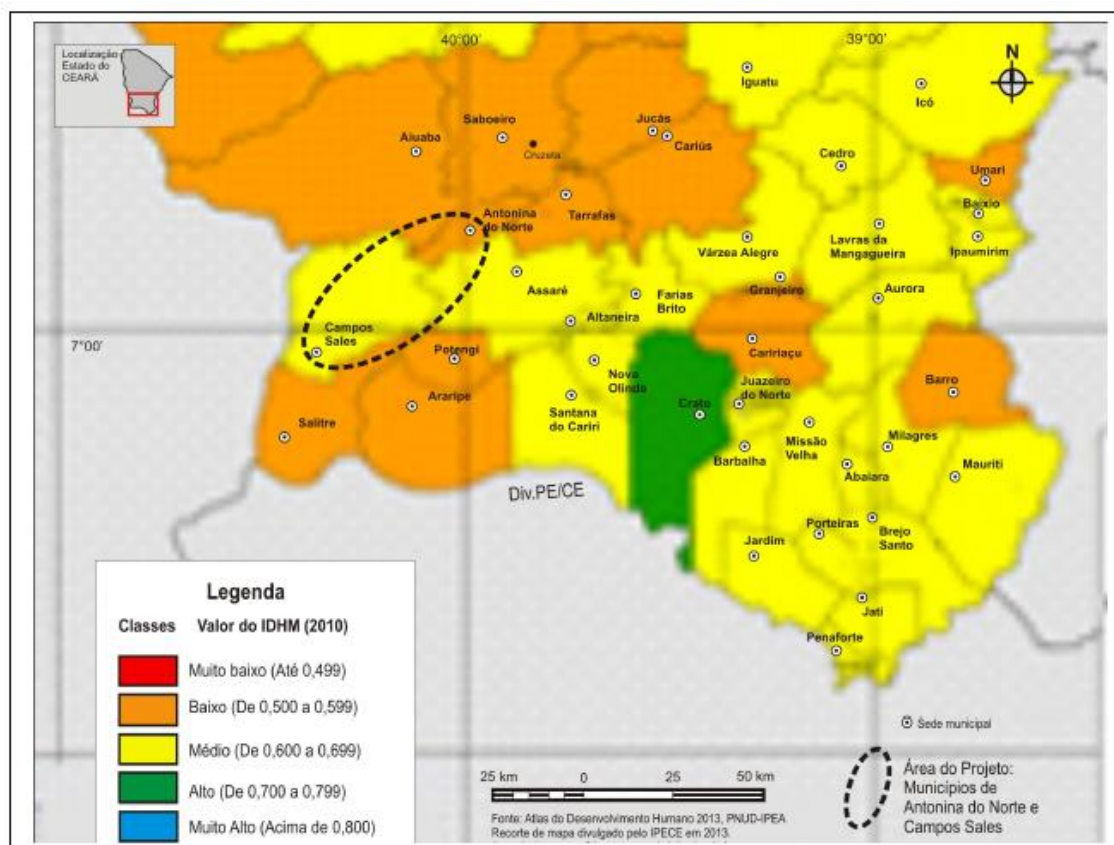 Localização
Estado do
CEARÁ
40°00'
39°00'
N
Iguatu
Icó
Saboeiro
Jucás
Cariús
Aiuaba
Cruzeta
Cedro
Umari
Antonina
do Norte
Tarrafas
Baixio
Várzea Alegre
Lavras da
Mangagueira
Ipaumirim
Assaré
Farias
Brito
Granjeiro
Aurora
Altaneira
7°00'
Campos
Sales
Potengi
Caririaçu
Nova
Olinda
Juazeiro
do Norte
Barro
Araripe
Santana
do Cariri
Crato
Salitre
Missão
Velha
Milagres
Barbalha
Abaiara
Mauriti
Div.PE/CE
Porteiras
Brejo
Santo
Jardim
Jati
Penaforte
Legenda
Classes Valor do IDHM (2010)
Muito baixo (Até 0,499)
Baixo (De 0,500 a 0,599)
Médio (De 0,600 a 0,699)
Alto (De 0,700 a 0,799)
Muito Alto (Acima de 0,800)
Sede municipal
25 km 0 25 50 km
Área do Projeto:
Municípios de
Antonina do Norte e
Campos Sales
Fonte: Atlas do Desenvolvimento Humano 2013, PNUD-IPEA
Recorte de mapa divulgado pelo IPECE em 2013.